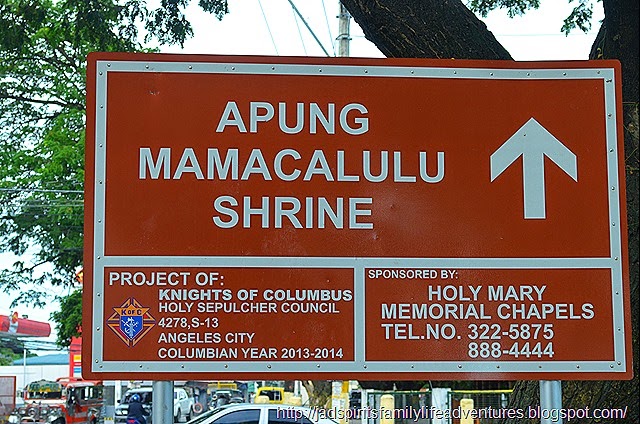 APUNG
MAMACALULU
SHRINE
PROJECT OF:
KNIGHTS OF COLUMBUS
HOLY SEPULCHER COUNCIL
4278,S-13
ANGELES CITY
COLUMBIAN YEAR 2013-2014
K OF C
SPONSORED BY:
HOLY MARY
MEMORIAL CHAPELS
TEL.NO. 322-5875
888-4444
http://jadspiritsfamilylifeadventures.blogspot.com/